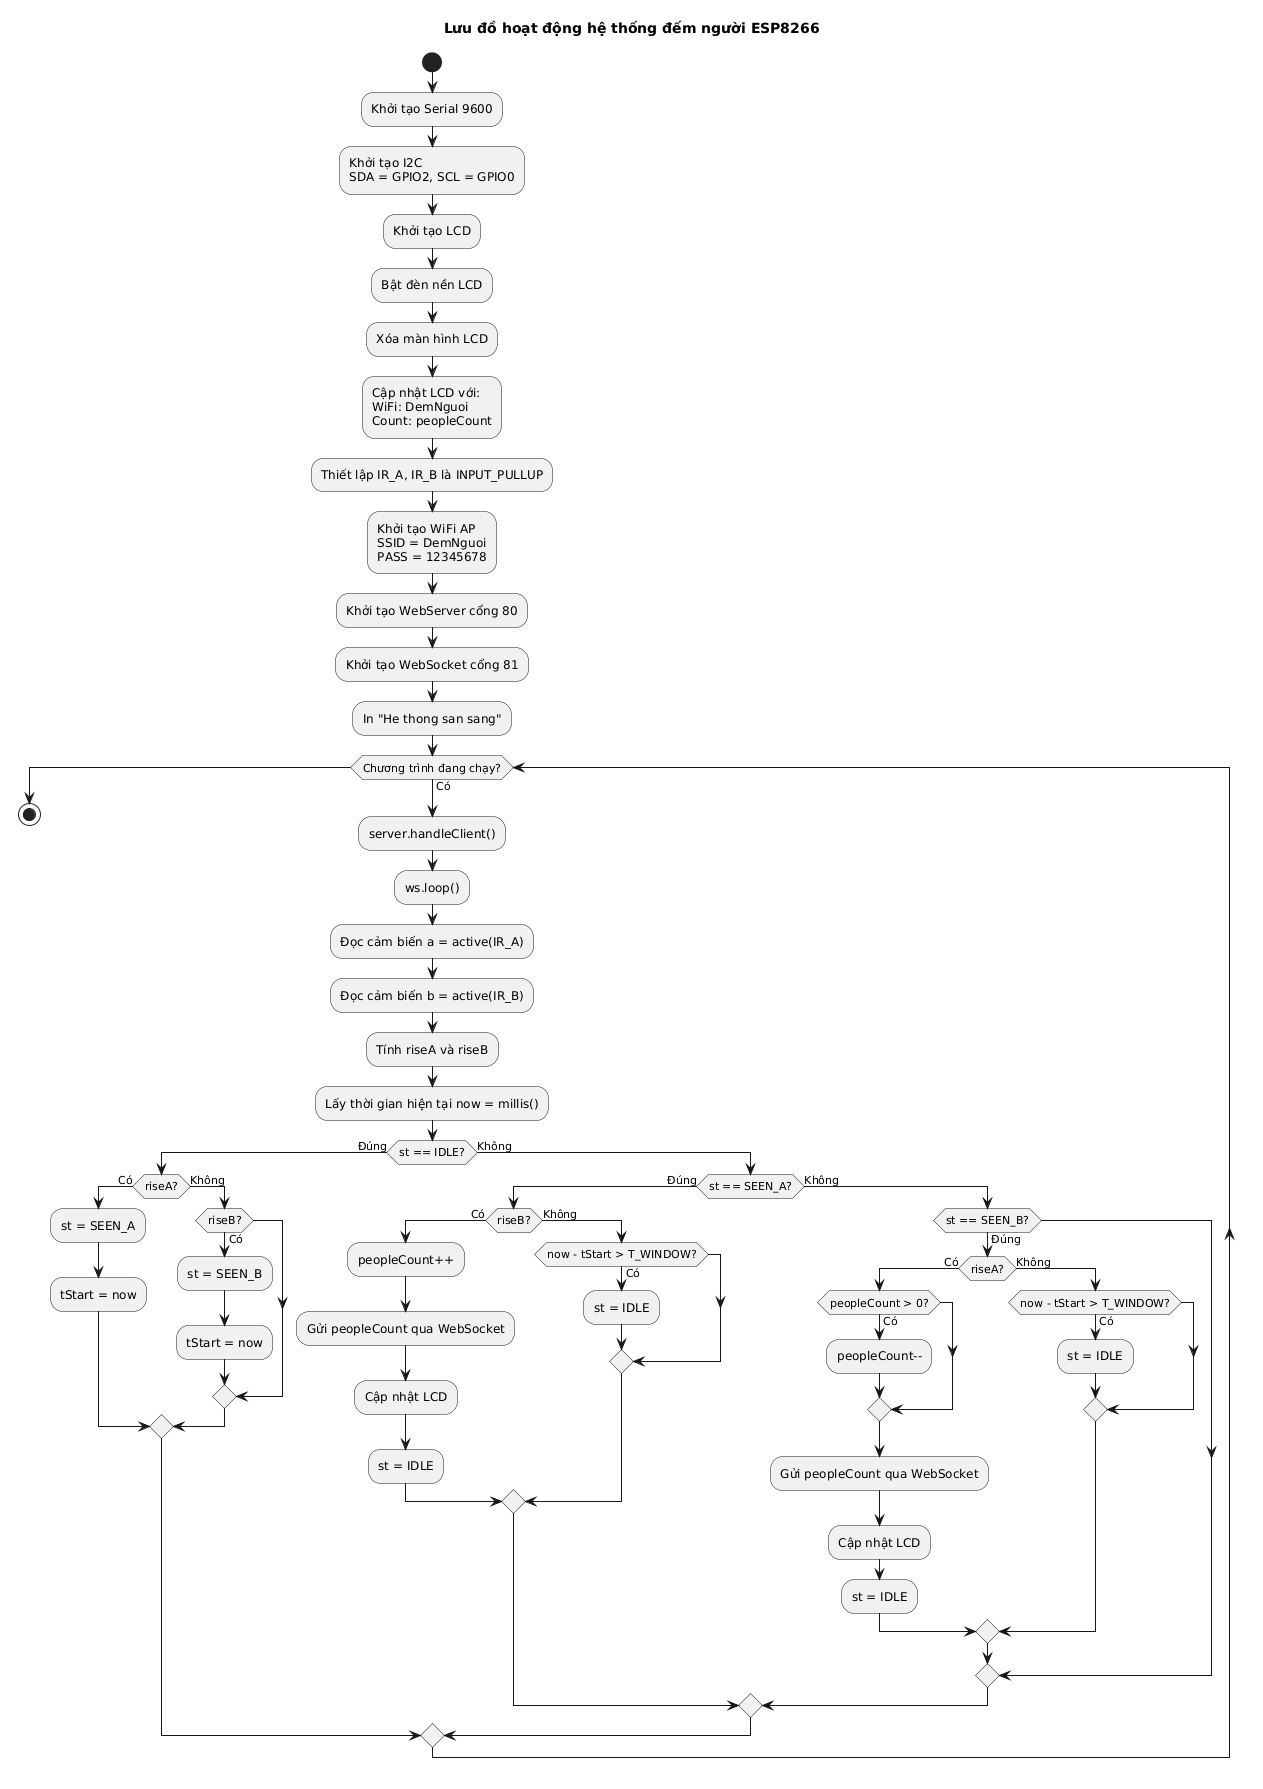 Lưu đồ hoạt động hệ thống đếm người ESP8266
Khởi tạo Serial 9600
Khởi tạo I2C
SDA = GPIO2, SCL = GPIO0
Khởi tạo LCD
Bật đèn nền LCD
Xóa màn hình LCD
Cập nhật LCD với:
WiFi: DemNguoi
Count: peopleCount
Thiết lập IR_A, IR_B là INPUT_PULLUP
Khởi tạo WiFi AP
SSID = DemNguoi
PASS = 12345678
Khởi tạo WebServer cổng 80
Khởi tạo WebSocket cổng 81
In "He thong san sang"
Chương trình đang chạy?
Có
server.handleClient()
ws.loop()
Đọc cảm biến a = active(IR_A)
Đọc cảm biến b = active(IR_B)
Tính riseA và riseB
Lấy thời gian hiện tại now = millis()
Đúng
st == IDLE?
Không
Có
riseA?
Không
st = SEEN_A
tStart = now
riseB?
Có
st = SEEN_B
tStart = now
Đúng
st == SEEN_A?
Không
Có
riseB?
Không
peopleCount++
Gửi peopleCount qua WebSocket
Cập nhật LCD
st = IDLE
now - tStart > T_WINDOW?
Có
st = IDLE
st == SEEN_B?
Đúng
Có
riseA?
Không
peopleCount > 0?
Có
peopleCount--
Gửi peopleCount qua WebSocket
Cập nhật LCD
st = IDLE
now - tStart > T_WINDOW?
Có
st = IDLE